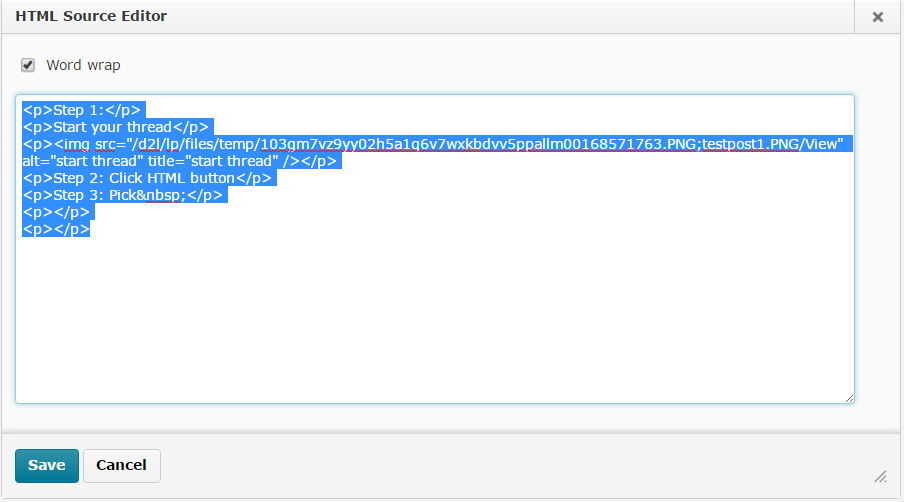 HTML Source Editor
Word wrap
<p>Step 1:</p>
<p>Start your thread</p>
<p><img src="/d2l/lp/files/temp/103gm7vz9yy02h5a1g6v7wxkbdvv5ppallm00168571763.PNG;testpost1.PNG/View"
alt="start thread" title="start thread" /></p>
<p>Step 2: Click HTML button</p>
<p>Step 3: Pick&nbsp;</p>
<p></p>
<p></p>
Save Cancel